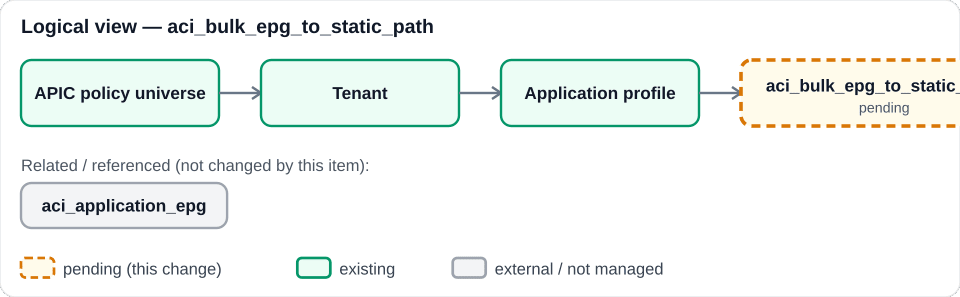 Logical view — aci_bulk_epg_to_static_path
APIC policy universe
Tenant
Application profile
aci_bulk_epg_to_static_
pending
Related / referenced (not changed by this item):
aci_application_epg
pending (this change)
existing
external / not managed